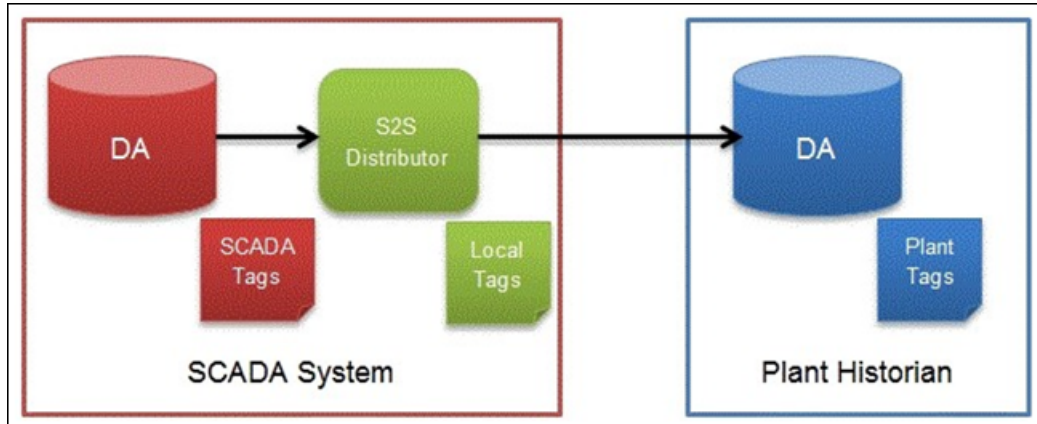 DA
S2S
Distributor
DA
SCADA
Tags
Local
Tags
Plant
Tags
SCADA System
Plant Historian